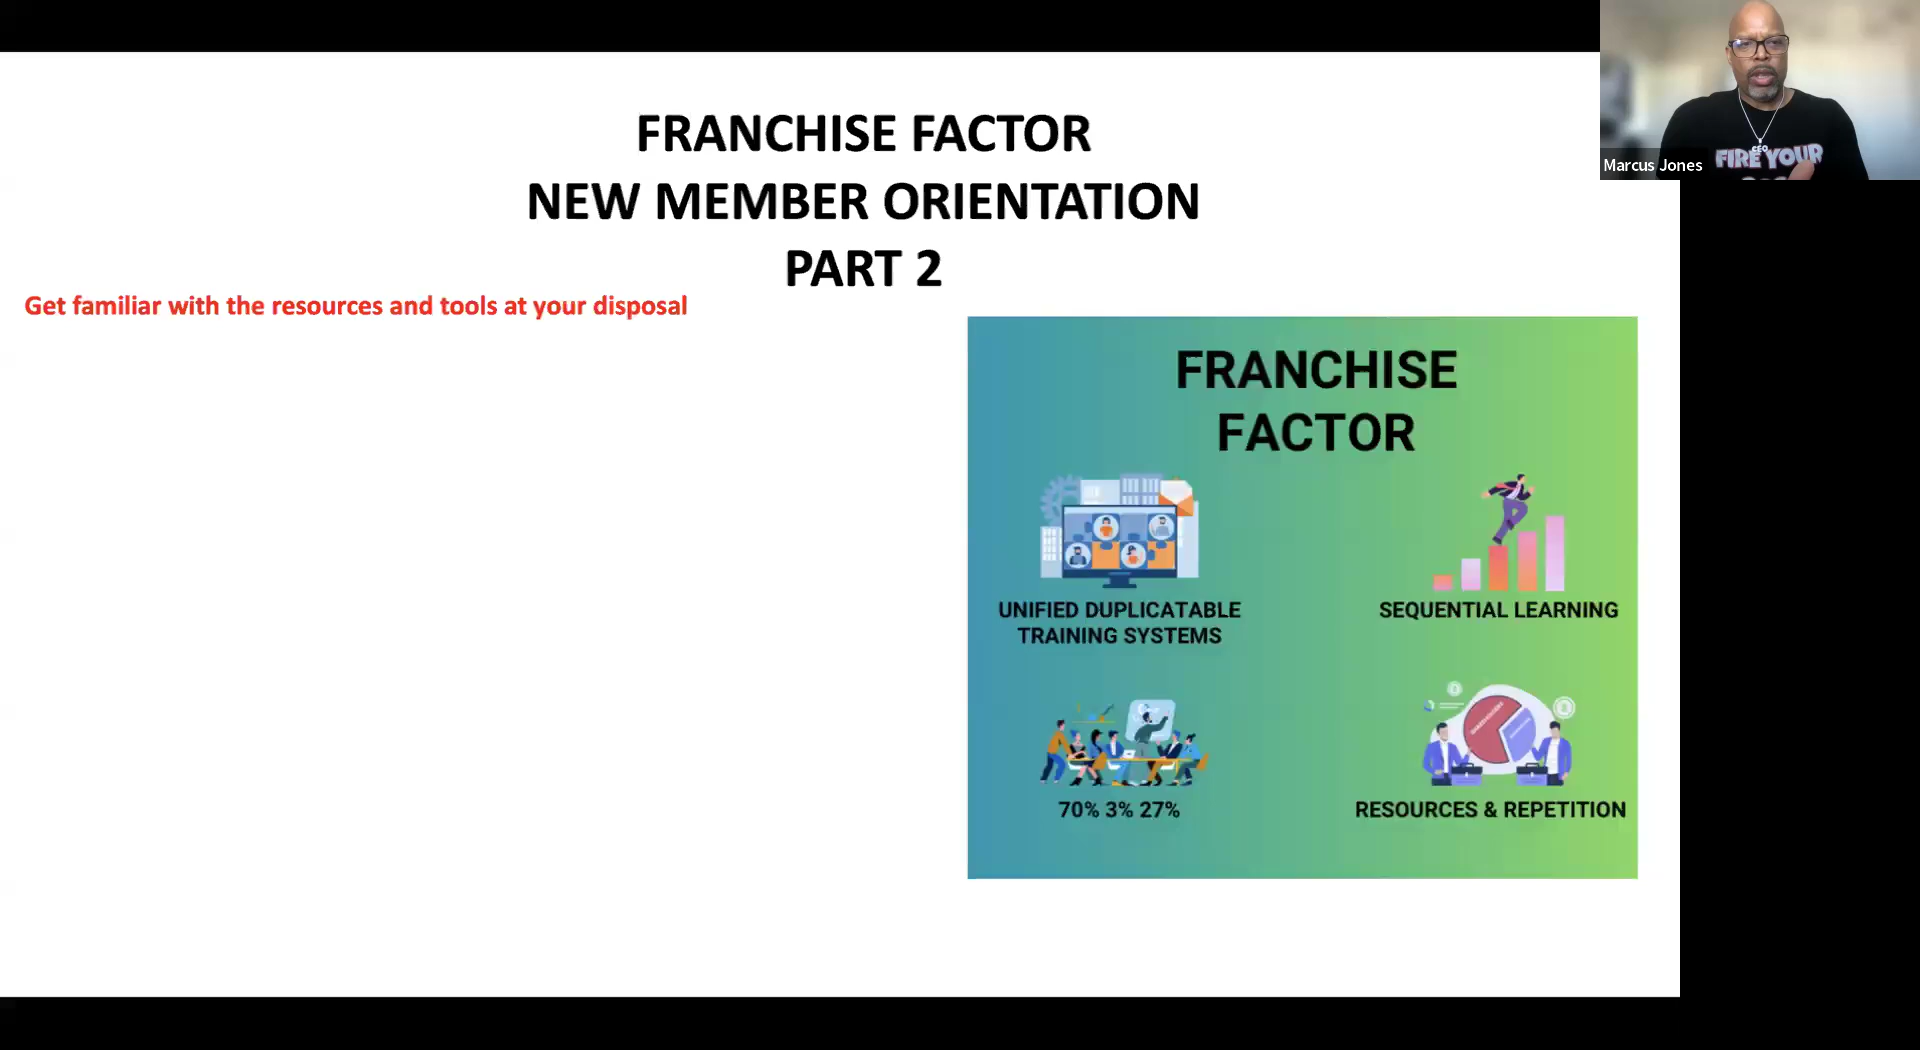 FRANCHISE FACTOR
NEW MEMBER ORIENTATION
PART 2
Get familiar with the resources and tools at your disposal
FRANCHISE
FACTOR
UNIFIED DUPLICATABLE
TRAINING SYSTEMS
SEQUENTIAL LEARNING
70% 3% 27%
RESOURCES & REPETITION
Marcus Jones
CEO
FIRE YOUR